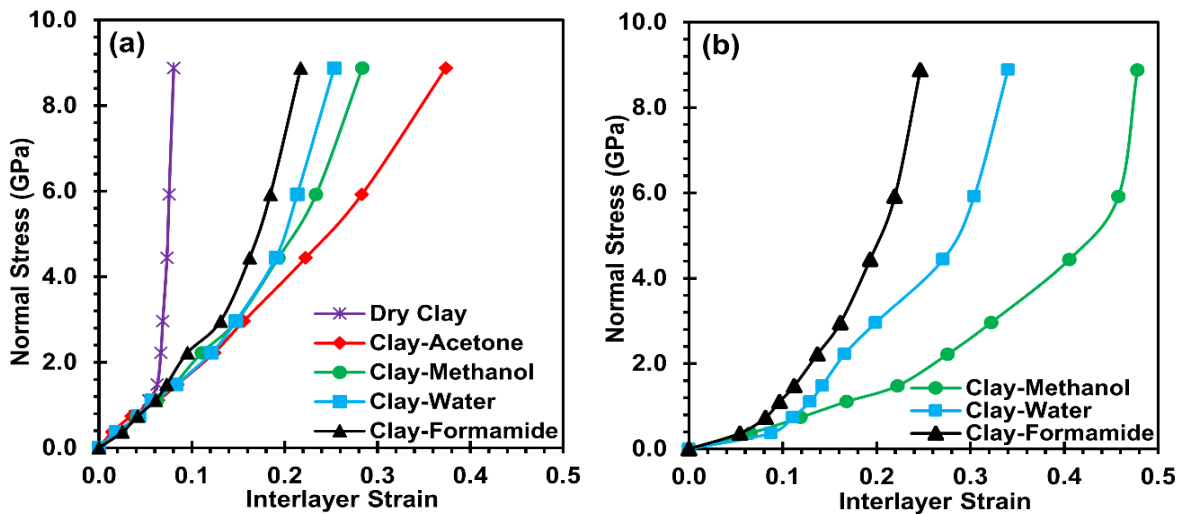 (a)
Normal Stress (GPa)
10.0
8.0
6.0
4.0
2.0
0.0
0 0.1 0.2 0.3 0.4 0.5
Interlayer Strain
Dry Clay
Clay-Acetone
Clay-Methanol
Clay-Water
Clay-Formamide
(b)
Normal Stress (GPa)
10.0
8.0
6.0
4.0
2.0
0.0
0.0 0.1 0.2 0.3 0.4 0.5
Interlayer Strain
Clay-Methanol
Clay-Water
Clay-Formamide